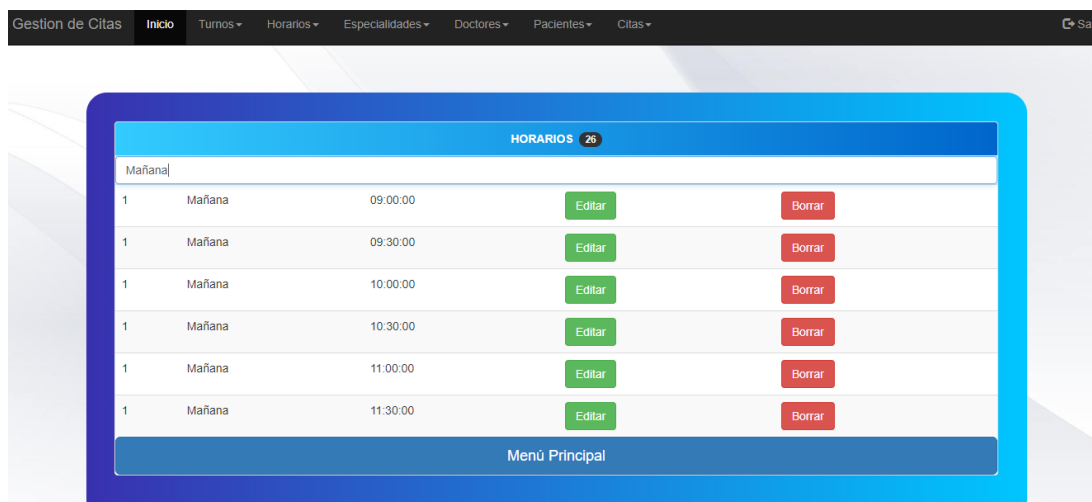 Gestion de Citas Inicio Turnos Horarios Especialidades Doctores Pacientes Citas Sa
HORARIOS 26
Mañana
1 Mañana 09:00:00 Editar Borrar
1 Mañana 09:30:00 Editar Borrar
1 Mañana 10:00:00 Editar Borrar
1 Mañana 10:30:00 Editar Borrar
1 Mañana 11:00:00 Editar Borrar
1 Mañana 11:30:00 Editar Borrar
Menú Principal